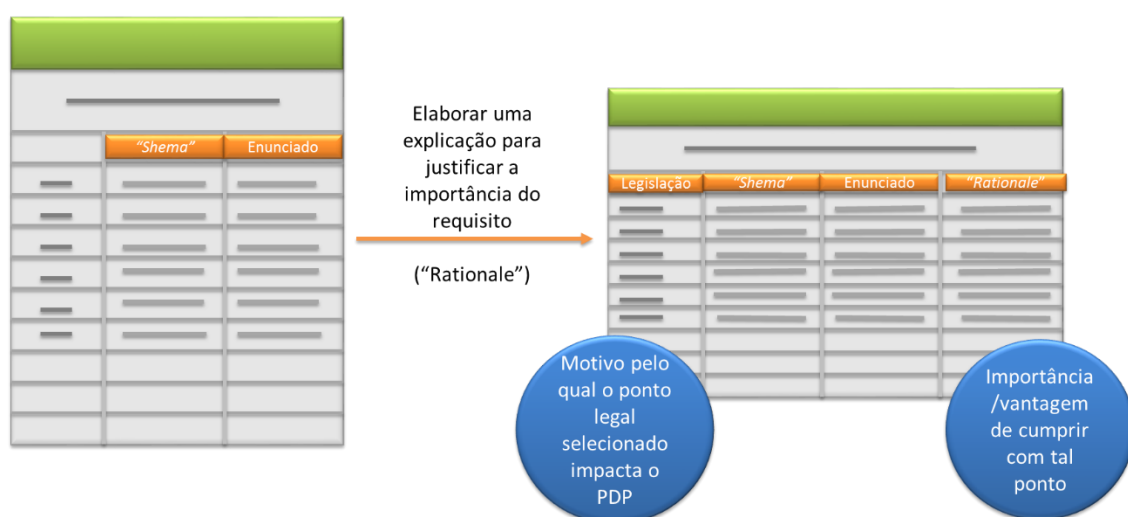 "Shema"
Enunciado
Elaborar uma
explicação para
justificar a
importância do
requisito
("Rationale")
Legislação
"Shema"
Enunciado
"Rationale"
Motivo pelo
qual o ponto
legal
selecionado
impacta o
PDP
Importância
/vantagem
de cumprir
com tal
ponto